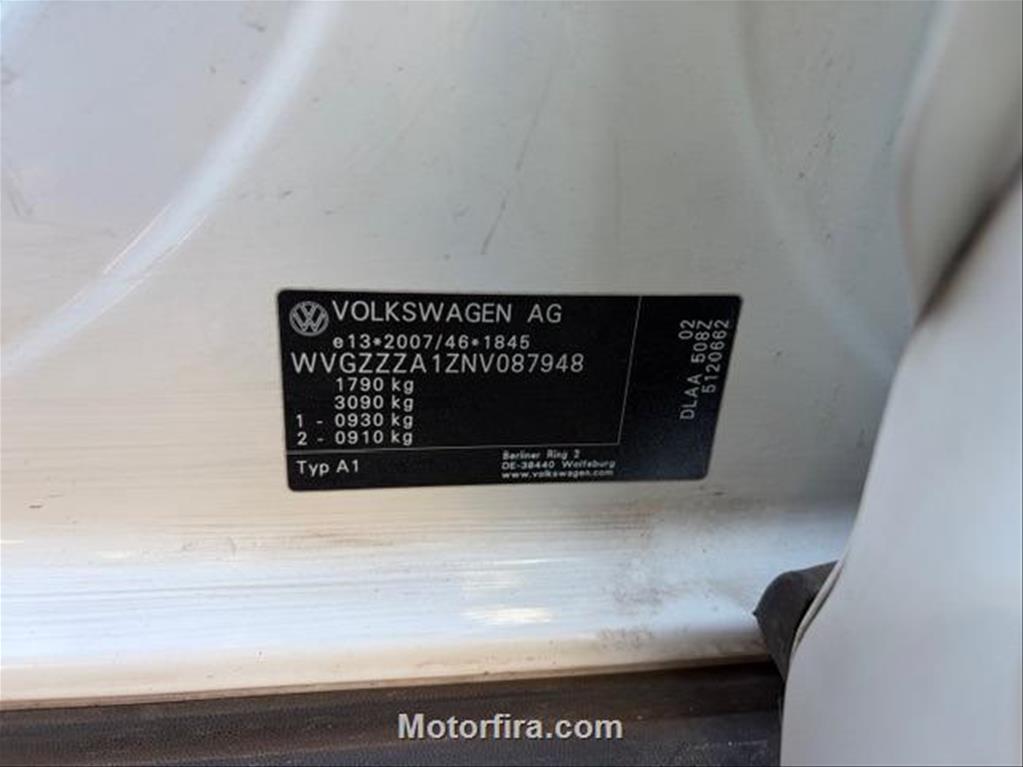 VOLKSWAGEN AG
e13*2007/46*1845
WVGZZZA1ZNV087948
1790 kg
3090 kg
1 - 0930 kg
2 - 0910 kg
Typ A1
Berliner Ring 2
DE-38440 Wolfsburg
www.volkswagen.com
02
DLAA 508Z
5120662
Motorfira.com